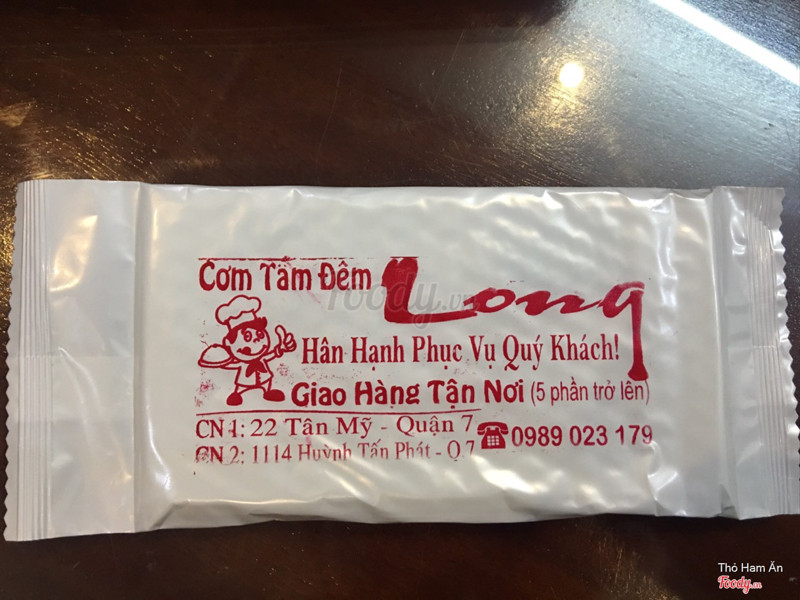 Cơm Tấm Đêm Long
Hân Hạnh Phục Vụ Quý Khách!
Giao Hàng Tận Nơi (5 phần trở lên)
CN 1: 22 Tân Mỹ - Quận 7
0989 023 179
CN 2: 1114 Huỳnh Tấn Phát - Q.7
foody.vn
Thỏ Ham Ăn
Foody.vn